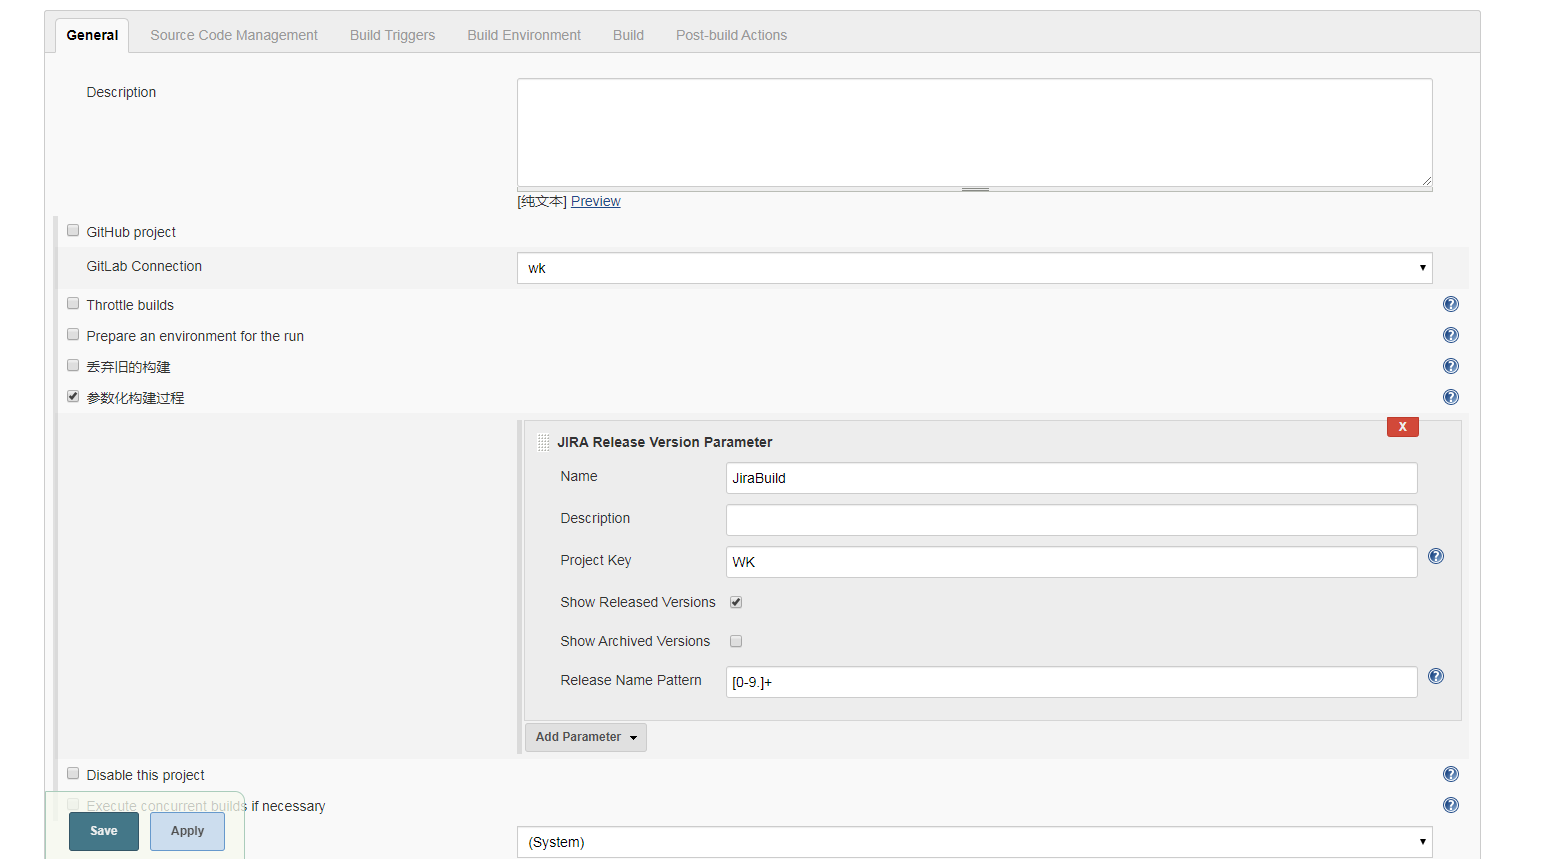 General Source Code Management Build Triggers Build Environment Build Post-build Actions
Description
[纯文本] Preview
GitHub project
GitLab Connection wk
Throttle builds
Prepare an environment for the run
丢弃旧的构建
参数化构建过程
X
JIRA Release Version Parameter
Name JiraBuild
Description
Project Key WK
Show Released Versions
Show Archived Versions
Release Name Pattern [0-9.]+
Add Parameter
Disable this project
Execute concurrent builds if necessary
Save Apply
(System)